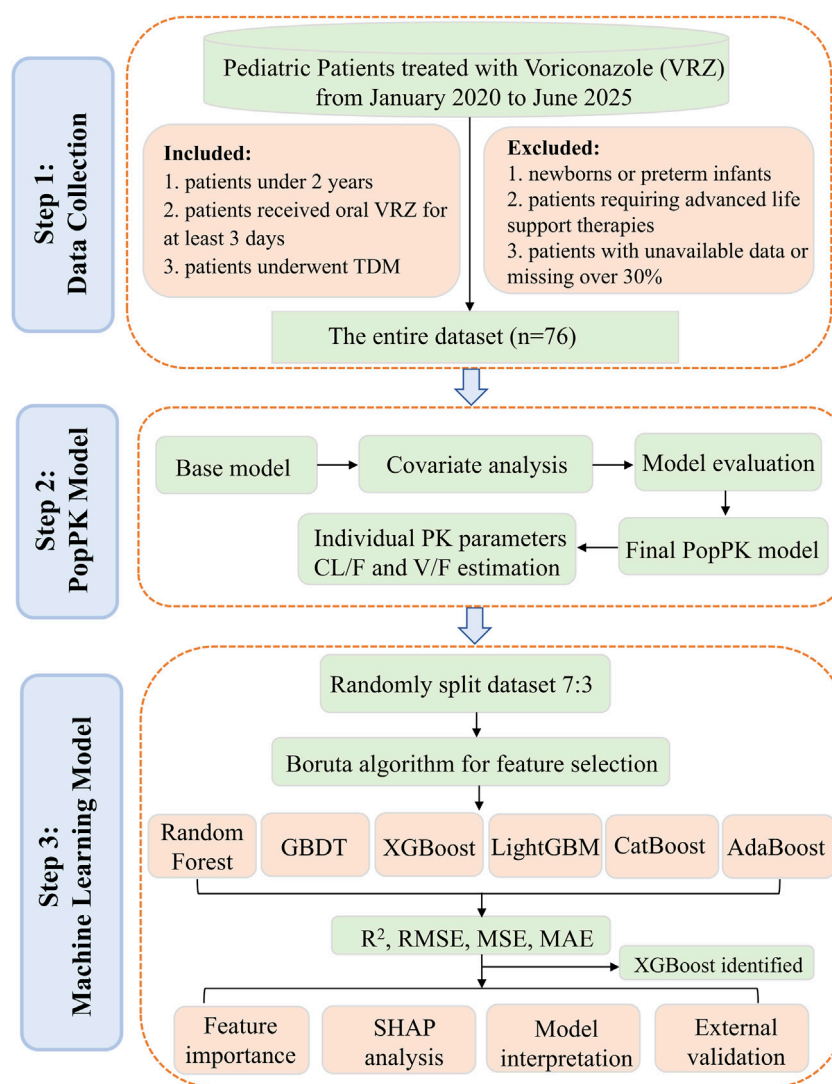 Step 1:
Data Collection
Pediatric Patients treated with Voriconazole (VRZ)
from January 2020 to June 2025
Included:
1. patients under 2 years
2. patients received oral VRZ for
at least 3 days
3. patients underwent TDM
Excluded:
1. newborns or preterm infants
2. patients requiring advanced life
support therapies
3. patients with unavailable data or
missing over 30%
The entire dataset (n=76)
Step 2:
PopPK Model
Base model
Covariate analysis
Model evaluation
Individual PK parameters
CL/F and V/F estimation
Final PopPK model
Step 3:
Machine Learning Model
Randomly split dataset 7:3
Boruta algorithm for feature selection
Random
Forest
GBDT
XGBoost
LightGBM
CatBoost
AdaBoost
R², RMSE, MSE, MAE
XGBoost identified
Feature
importance
SHAP
analysis
Model
interpretation
External
validation